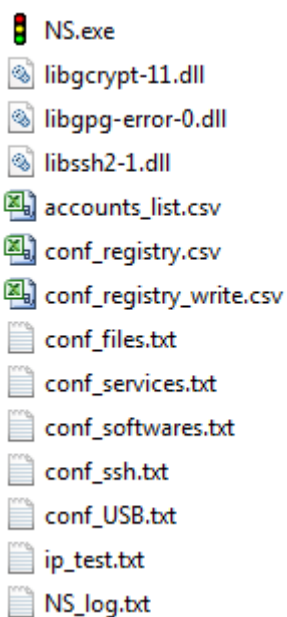 NS.exe
libgcrypt-11.dll
libgpg-error-0.dll
libssh2-1.dll
accounts_list.csv
conf_registry.csv
conf_registry_write.csv
conf_files.txt
conf_services.txt
conf_softwares.txt
conf_ssh.txt
conf_USB.txt
ip_test.txt
NS_log.txt